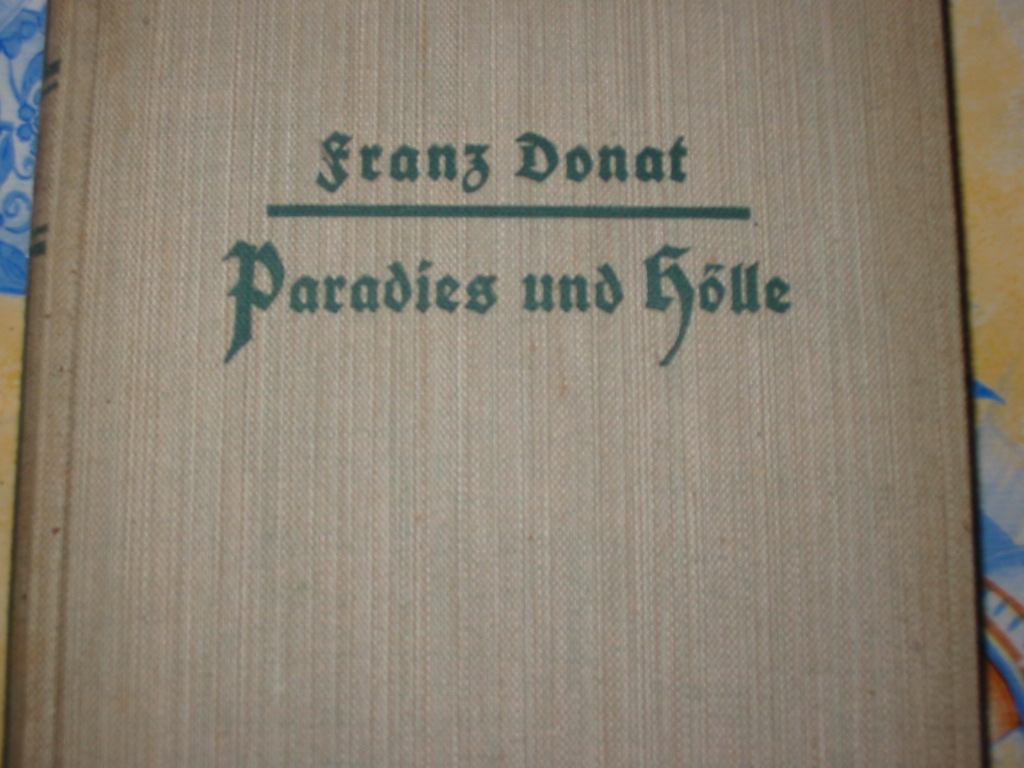 Franz Donat
Paradies und Hölle